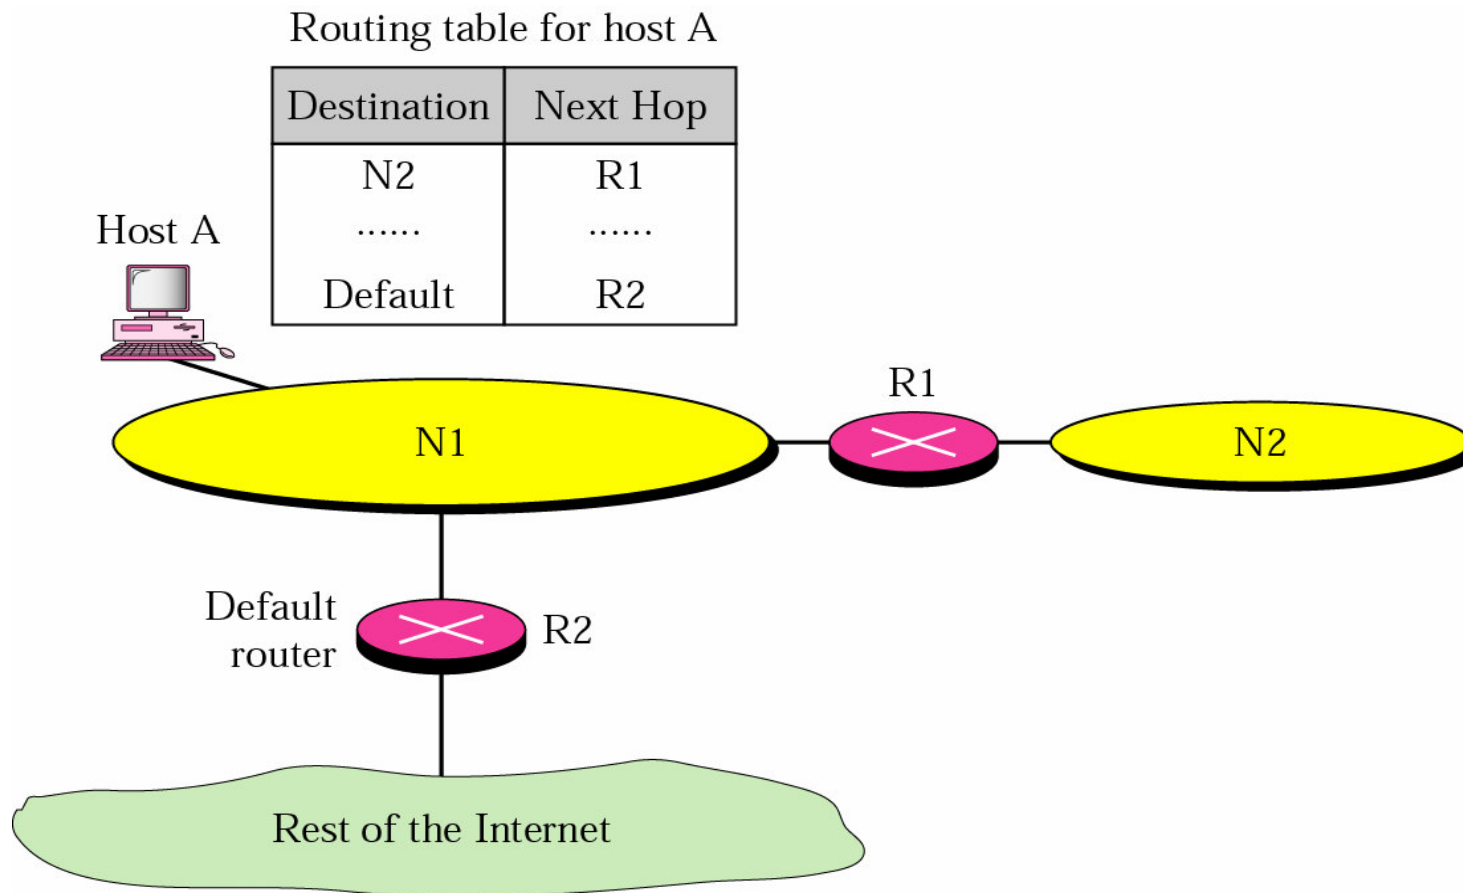 Routing table for host A
Destination Next Hop
N2 R1
...... ......
Default R2
Host A
N1
R1
N2
Default
router
R2
Rest of the Internet